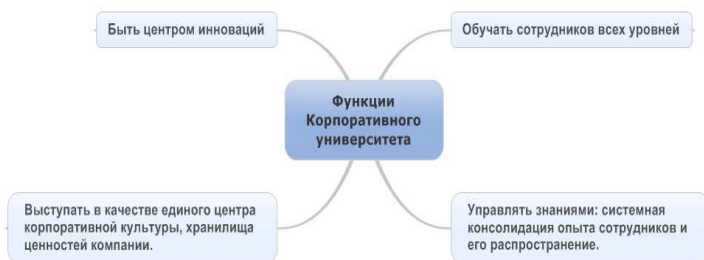 Быть центром инноваций
Обучать сотрудников всех уровней
Функции
Корпоративного
университета
Выступать в качестве единого центра
корпоративной культуры, хранилища
ценностей компании.
Управлять знаниями: системная
консолидация опыта сотрудников и
его распространение.